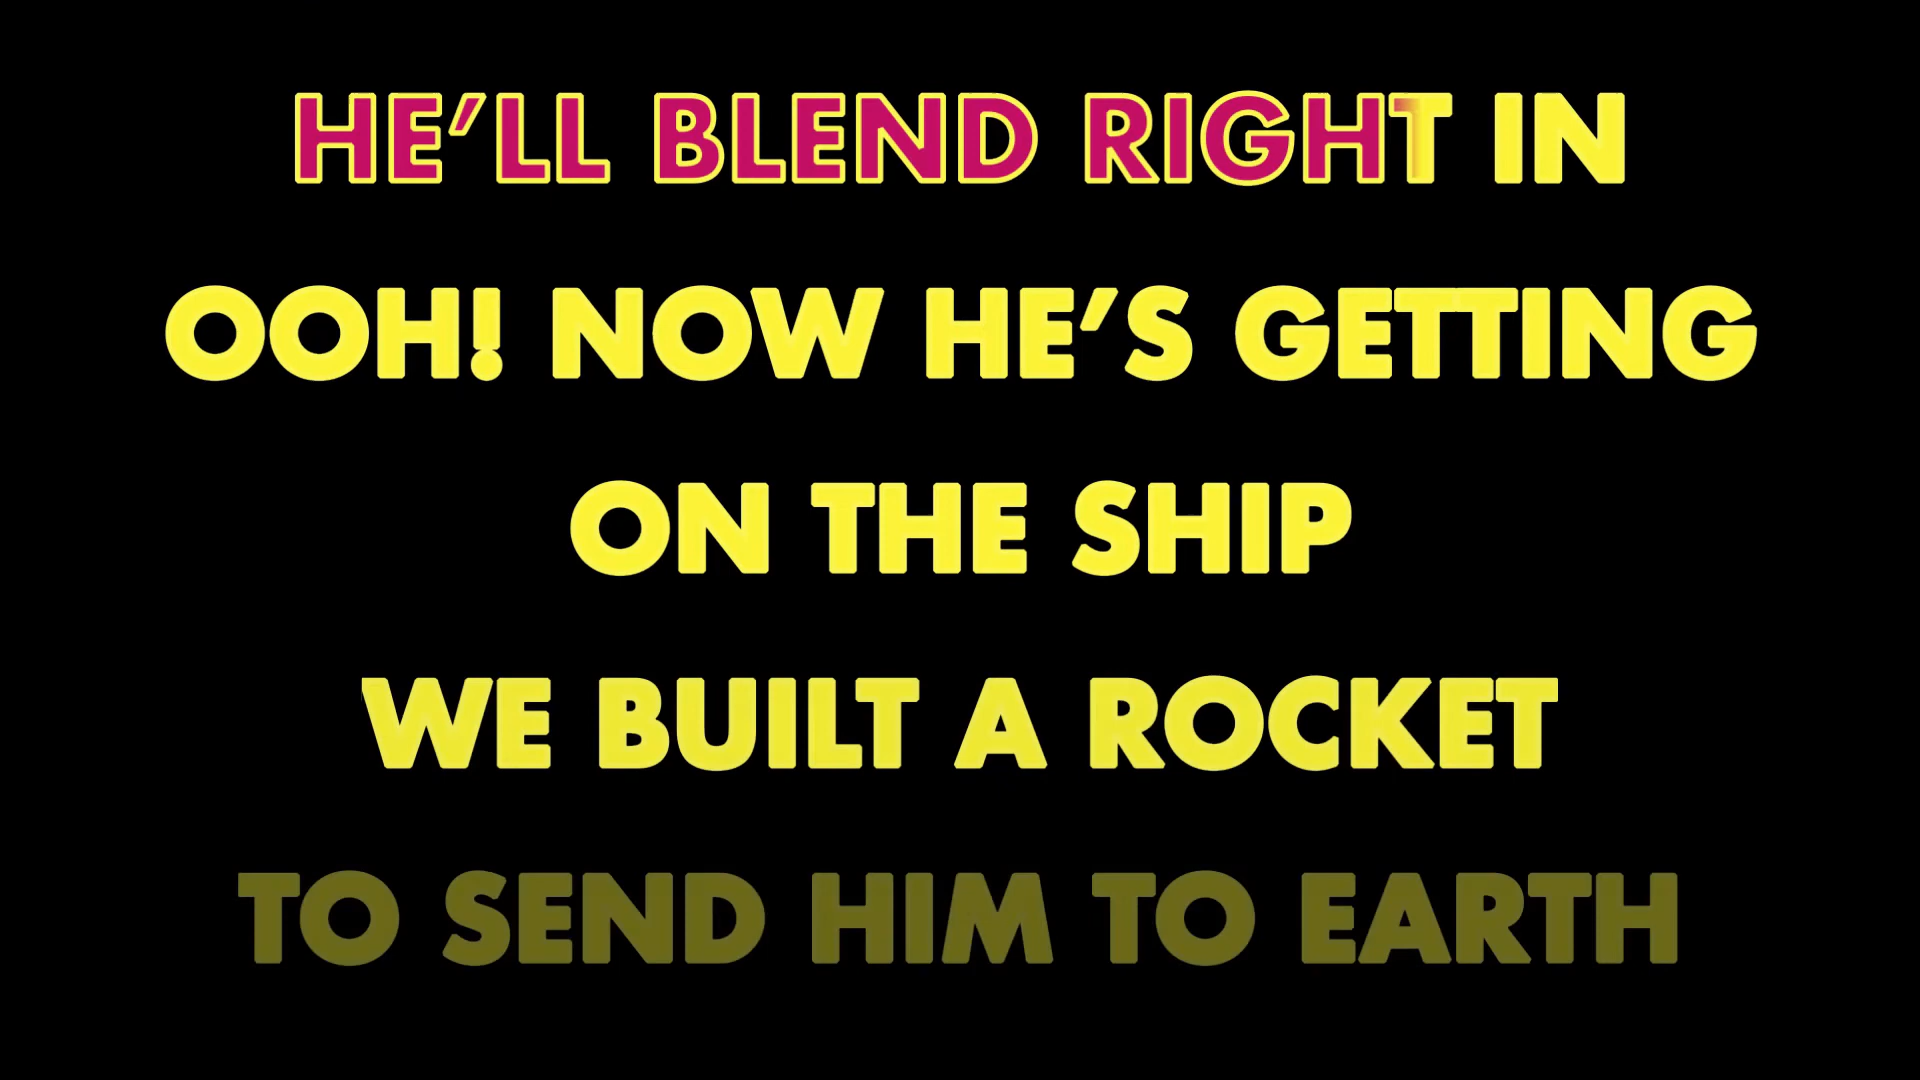 HE’LL BLEND RIGHT IN
OOH! NOW HE’S GETTING
ON THE SHIP
WE BUILT A ROCKET
TO SEND HIM TO EARTH